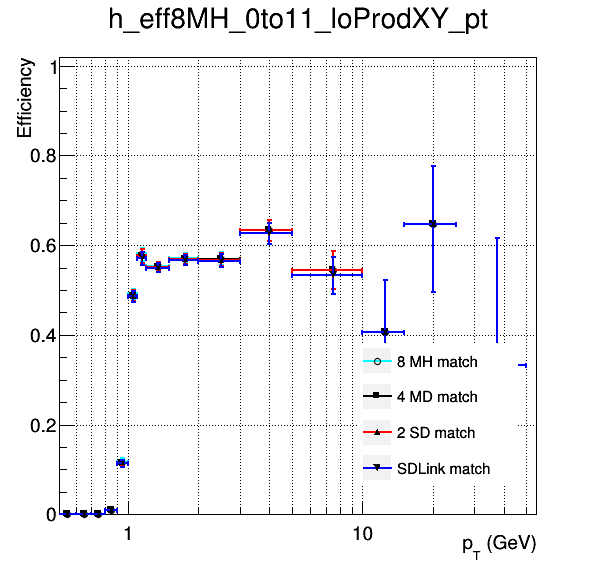 h_eff8MH_0to11_loProdXY_pt
Efficiency
1
0.8
0.6
0.4
0.2
0
8 MH match
4 MD match
2 SD match
SDLink match
1
10
p_T (GeV)